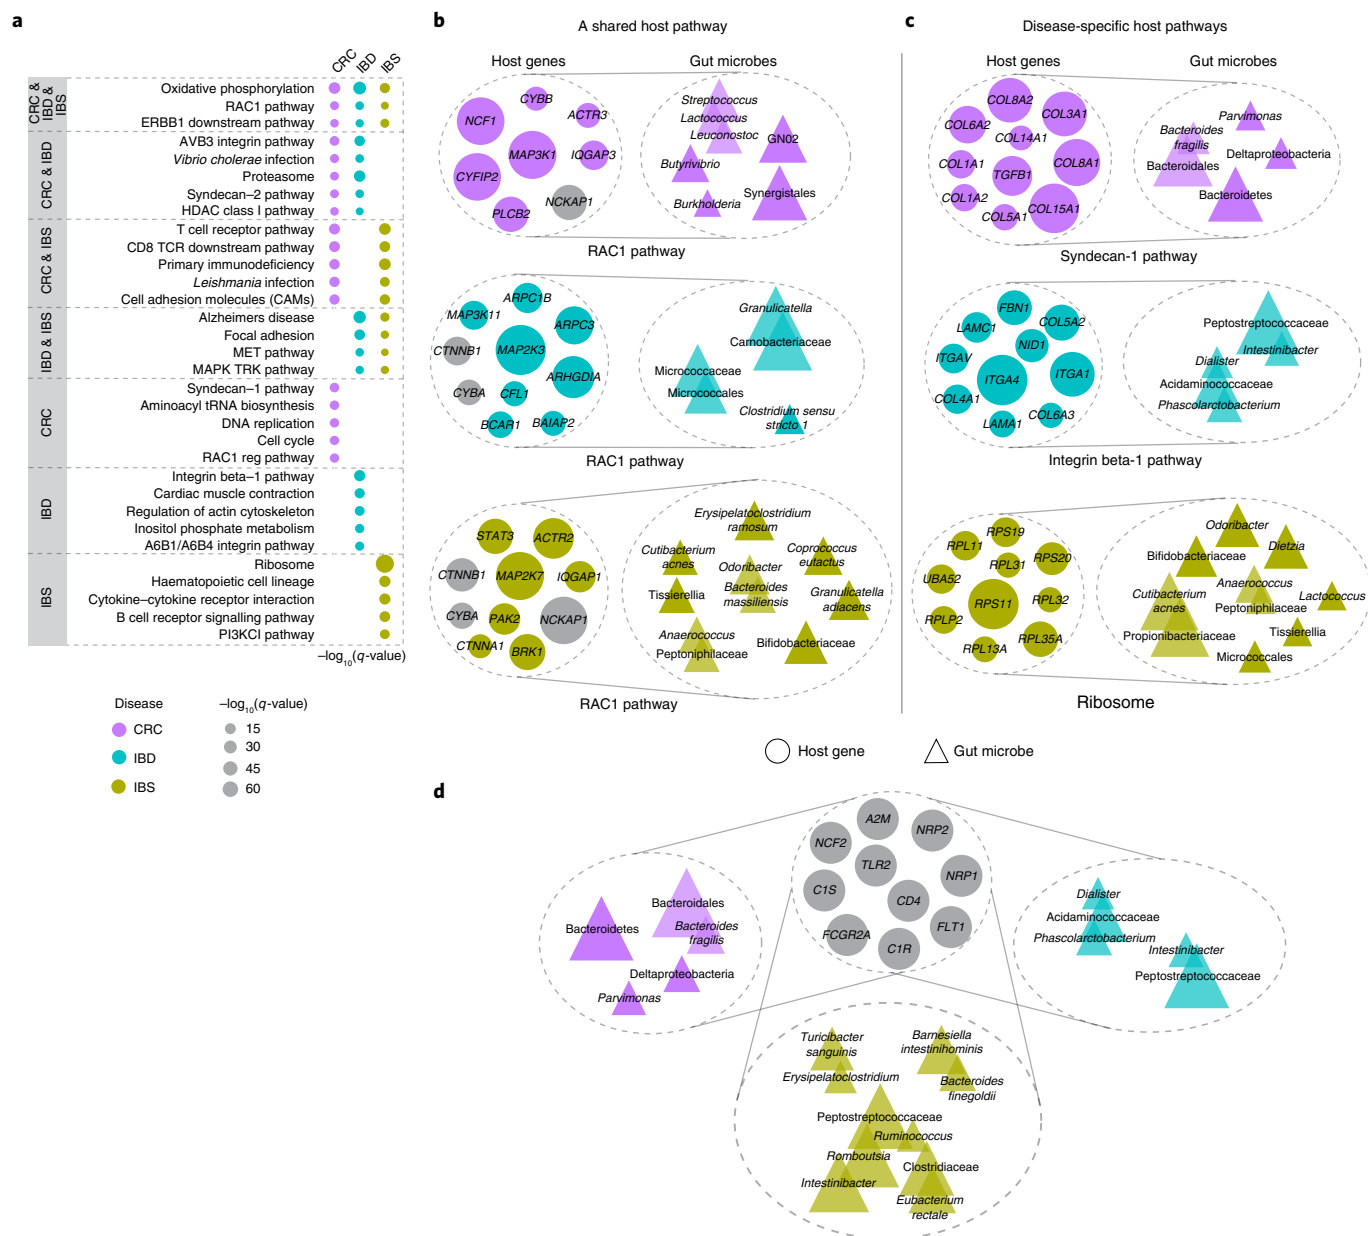 a
CRC
IBD
IBS
CRC &
IBD &
IBS
Oxidative phosphorylation
RAC1 pathway
ERBB1 downstream pathway
CRC & IBD
AVB3 integrin pathway
Vibrio cholerae infection
Proteasome
Syndecan–2 pathway
HDAC class I pathway
CRC & IBS
T cell receptor pathway
CD8 TCR downstream pathway
Primary immunodeficiency
Leishmania infection
Cell adhesion molecules (CAMs)
IBD & IBS
Alzheimers disease
Focal adhesion
MET pathway
MAPK TRK pathway
CRC
Syndecan–1 pathway
Aminoacyl tRNA biosynthesis
DNA replication
Cell cycle
RAC1 reg pathway
IBD
Integrin beta–1 pathway
Cardiac muscle contraction
Regulation of actin cytoskeleton
Inositol phosphate metabolism
A6B1/A6B4 integrin pathway
IBS
Ribosome
Haematopoietic cell lineage
Cytokine–cytokine receptor interaction
B cell receptor signalling pathway
PI3KCI pathway
–log10(q-value)
Disease
CRC
IBD
IBS
–log10(q-value)
15
30
45
60
b
A shared host pathway
Host genes
Gut microbes
CYBB
NCF1
ACTR3
MAP3K1
IQGAP3
CYFIP2
NCKAP1
PLCB2
Streptococcus
Lactococcus
Leuconostoc
GN02
Butyrivibrio
Synergistales
Burkholderia
RAC1 pathway
ARPC1B
MAP3K11
ARPC3
CTNNB1
MAP2K3
ARHGDIA
CYBA
CFL1
BCAR1
BAIAP2
Granulicatella
Carnobacteriaceae
Micrococcaceae
Micrococcales
Clostridium sensu
stricto 1
RAC1 pathway
STAT3
ACTR2
CTNNB1
MAP2K7
IQGAP1
CYBA
PAK2
NCKAP1
CTNNA1
BRK1
Erysipelatoclostridium
ramosum
Cutibacterium
acnes
Coprococcus
eutactus
Odoribacter
Bacteroides
massiliensis
Tissierellia
Granulicatella
adiacens
Anaerococcus
Peptoniphilaceae
Bifidobacteriaceae
RAC1 pathway
c
Disease-specific host pathways
Host genes
Gut microbes
COL8A2
COL3A1
COL6A2
COL14A1
COL1A1
COL8A1
TGFB1
COL1A2
COL5A1
COL15A1
Parvimonas
Bacteroides
fragilis
Bacteroidales
Deltaproteobacteria
Bacteroidetes
Syndecan-1 pathway
FBN1
LAMC1
COL5A2
NID1
ITGAV
ITGA4
ITGA1
COL4A1
COL6A3
LAMA1
Peptostreptococcaceae
Intestinibacter
Dialister
Acidaminococcaceae
Phascolarctobacterium
Integrin beta-1 pathway
RPS19
RPL11
RPL31
RPS20
UBA52
RPS11
RPL32
RPLP2
RPL35A
RPL13A
Odoribacter
Bifidobacteriaceae
Dietzia
Anaerococcus
Cutibacterium
acnes
Peptoniphilaceae
Lactococcus
Propionibacteriaceae
Tissierellia
Micrococcales
Ribosome
Host gene
Gut microbe
d
A2M
NRP2
NCF2
TLR2
NRP1
C1S
CD4
FCGR2A
FLT1
C1R
Bacteroidales
Bacteroidetes
Bacteroides
fragilis
Deltaproteobacteria
Parvimonas
Dialister
Acidaminococcaceae
Phascolarctobacterium
Intestinibacter
Peptostreptococcaceae
Turicibacter
sanguinis
Barnesiella
intestinihominis
Erysipelatoclostridium
Bacteroides
finegoldii
Peptostreptococcaceae
Ruminococcus
Romboutsia
Clostridiaceae
Intestinibacter
Eubacterium
rectale